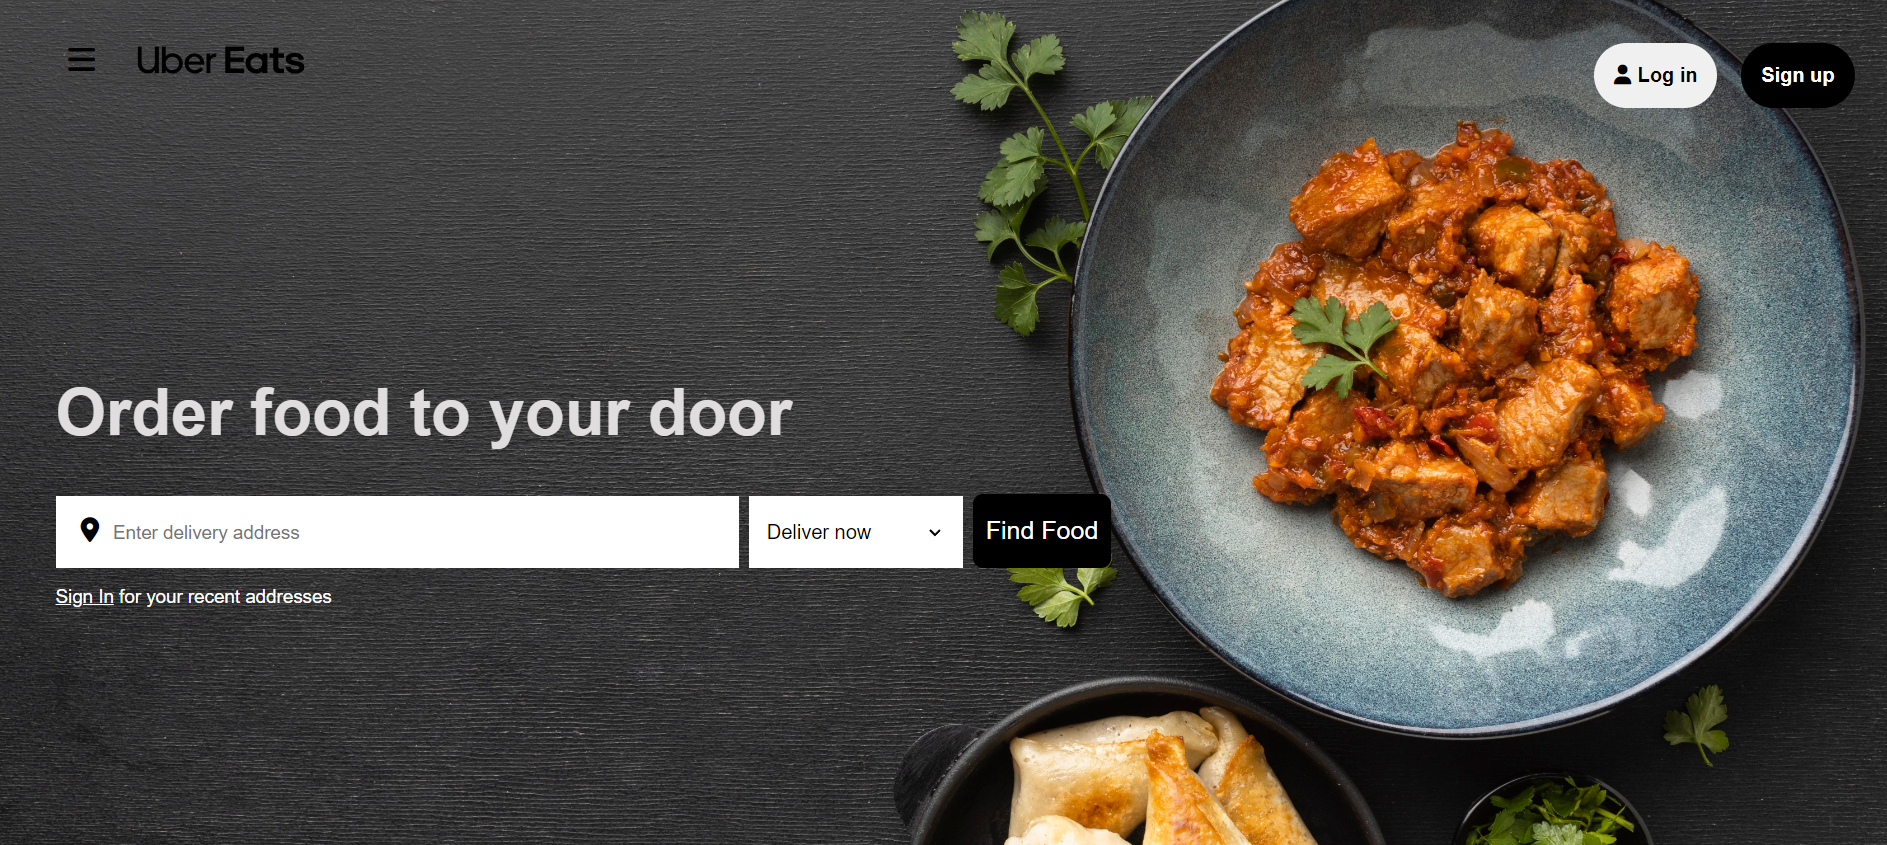 Uber Eats
Log in
Sign up
Order food to your door
Enter delivery address
Deliver now
Find Food
Sign In for your recent addresses